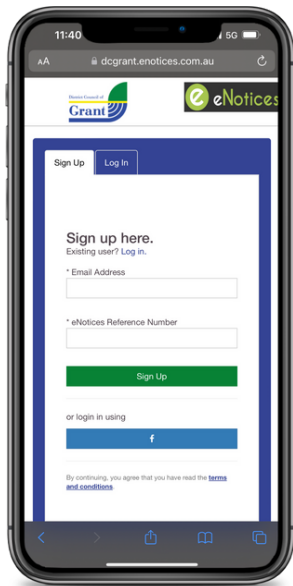 11:40
5G
AA
dcgrant.enotices.com.au
District Council of
Grant
eNotices
Sign Up
Log In
Sign up here.
Existing user? Log in.
* Email Address
* eNotices Reference Number
Sign Up
or login in using
f
By continuing, you agree that you have read the terms
and conditions.